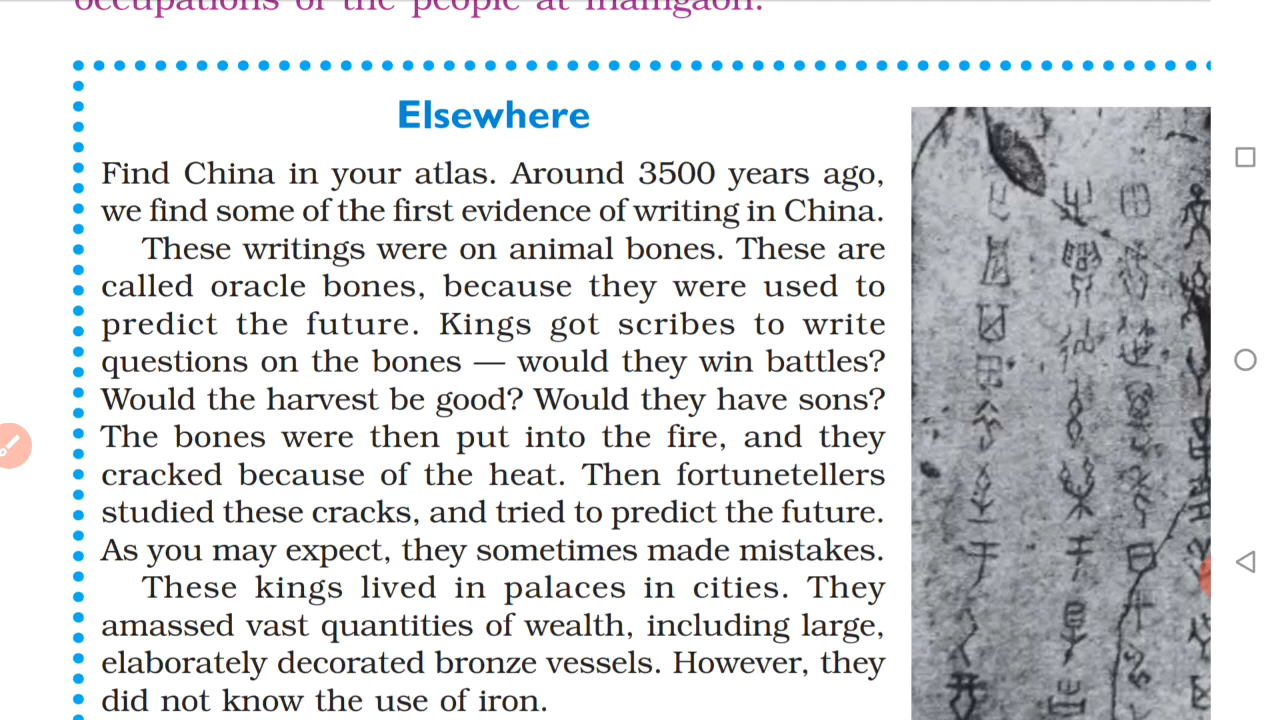 occupations of the people at Inamgaon.
Elsewhere
Find China in your atlas. Around 3500 years ago,
we find some of the first evidence of writing in China.
These writings were on animal bones. These are
called oracle bones, because they were used to
predict the future. Kings got scribes to write
questions on the bones — would they win battles?
Would the harvest be good? Would they have sons?
The bones were then put into the fire, and they
cracked because of the heat. Then fortunetellers
studied these cracks, and tried to predict the future.
As you may expect, they sometimes made mistakes.
These kings lived in palaces in cities. They
amassed vast quantities of wealth, including large,
elaborately decorated bronze vessels. However, they
did not know the use of iron.